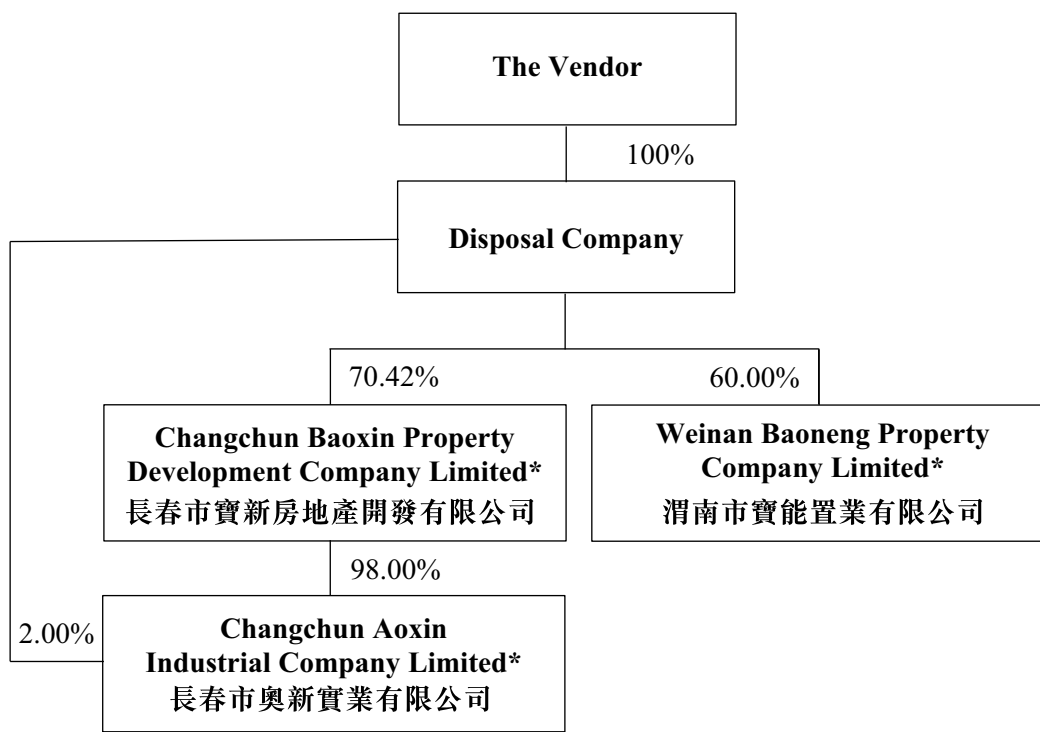 The Vendor
100%
Disposal Company
70.42%
60.00%
Changchun Baoxin Property
Development Company Limited*
長春市寶新房地產開發有限公司
Weinan Baoneng Property
Company Limited*
渭南市寶能置業有限公司
98.00%
2.00%
Changchun Aoxin
Industrial Company Limited*
長春市奧新實業有限公司